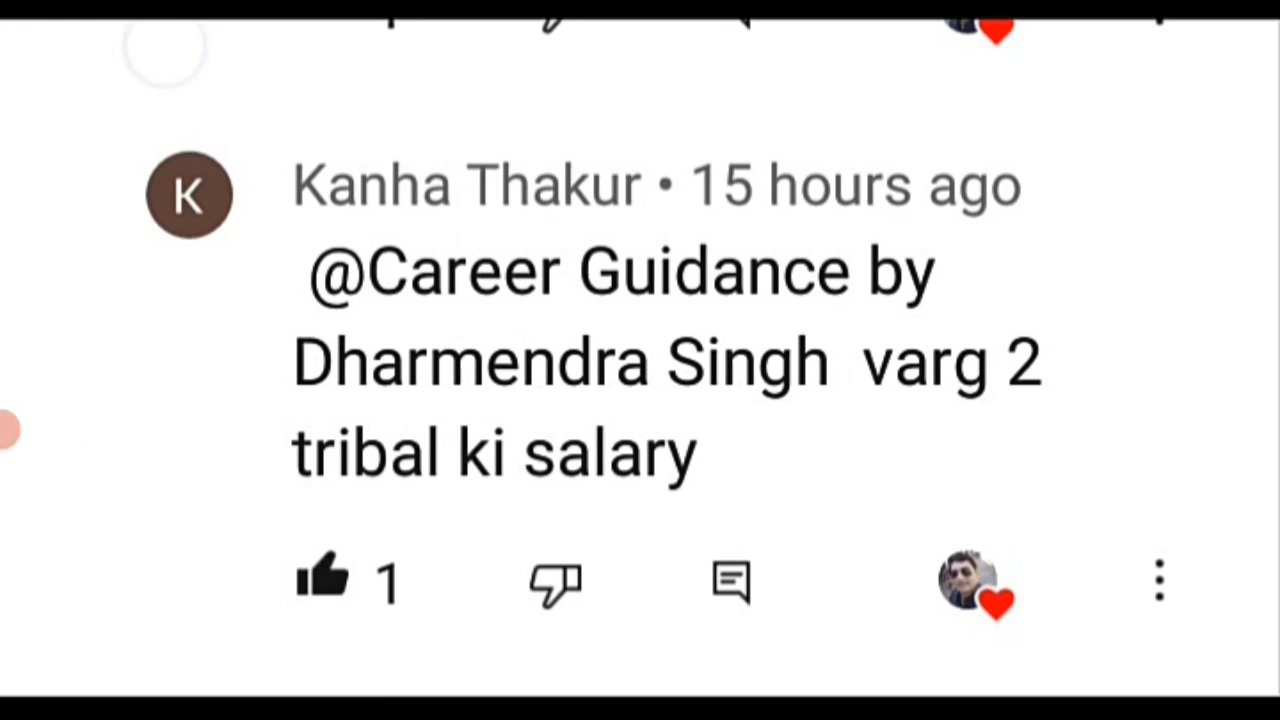 K
Kanha Thakur • 15 hours ago
@Career Guidance by
Dharmendra Singh varg 2
tribal ki salary
1